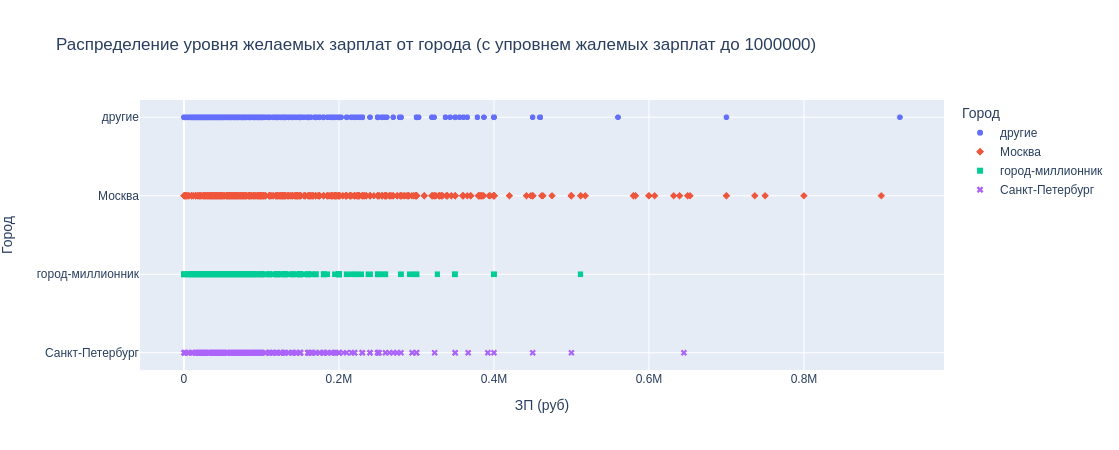 Распределение уровня желаемых зарплат от города (с упровнем жалемых зарплат до 1000000)
Город
другие
Москва
город-миллионник
Санкт-Петербург
0
0.2M
0.4M
0.6M
0.8M
ЗП (руб)
Город
другие
Москва
город-миллионник
Санкт-Петербург